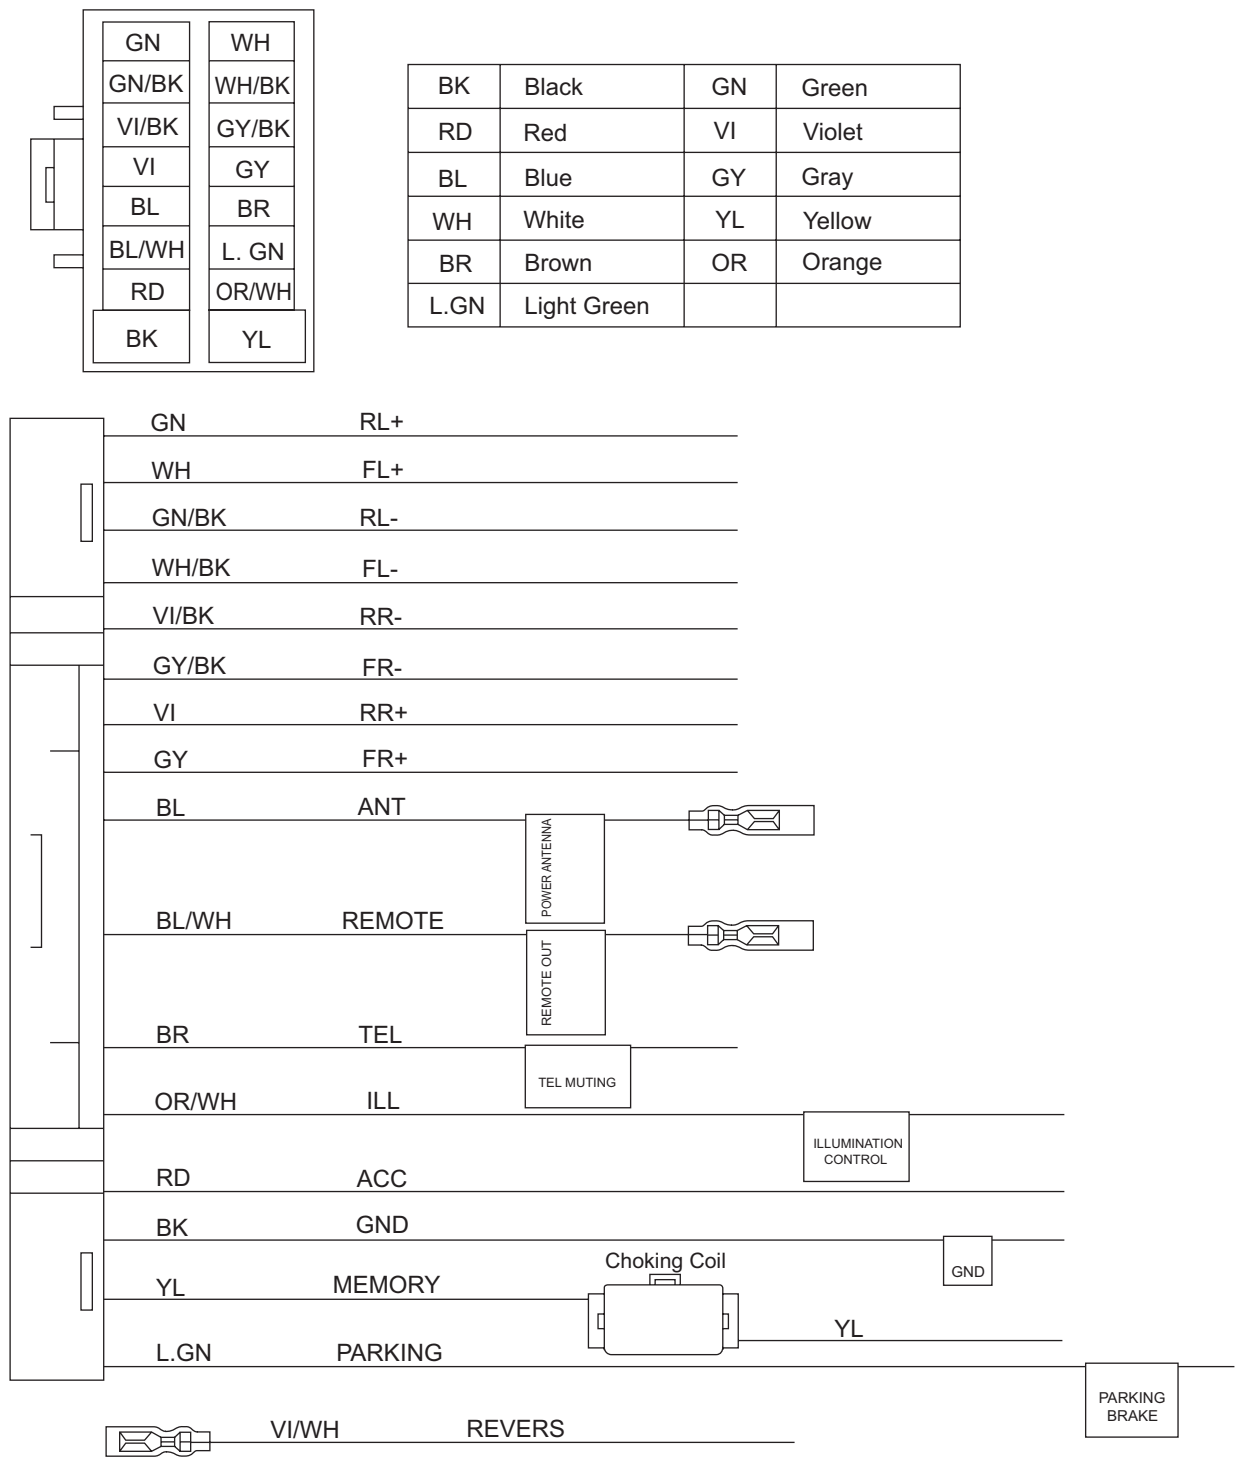 GN WH
GN/BK WH/BK
VI/BK GY/BK
VI GY
BL BR
BL/WH L. GN
RD OR/WH
BK YL
BK Black GN Green
RD Red VI Violet
BL Blue GY Gray
WH White YL Yellow
BR Brown OR Orange
L.GN Light Green
GN RL+
WH FL+
GN/BK RL-
WH/BK FL-
VI/BK RR-
GY/BK FR-
VI RR+
GY FR+
BL ANT
POWER ANTENNA
BL/WH REMOTE
REMOTE OUT
BR TEL
TEL MUTING
OR/WH ILL
ILLUMINATION
CONTROL
RD ACC
BK GND
GND
Choking Coil
YL MEMORY
YL
L.GN PARKING
PARKING
BRAKE
VI/WH REVERS